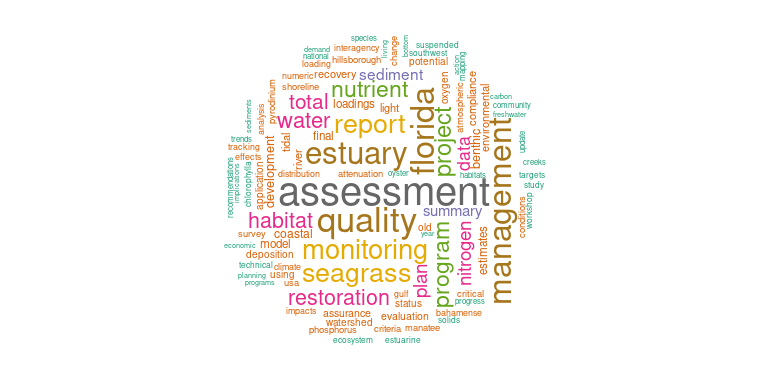 species
demand
interagency
living
change
bottom
suspended
national
southwest
loading
hillsborough
potential
action
mapping
numeric
recovery
sediment
shoreline
nutrient
oxygen
atmospheric
compliance
environmental
carbon
pyrodinium
total
loadings
light
florida
community
freshwater
sediments
analysis
water
report
project
trends
tidal
final
data
benthic
management
update
tracking
effects
river
estuary
creeks
recommendations
implications
chlorophylla
application
development
distribution
attenuation
oyster
habitats
targets
study
assessment
habitat
quality
summary
conditions
workshop
survey
coastal
old
year
economic
model
monitoring
program
nitrogen
estimates
deposition
technical
climate
seagrass
plan
planning
using
programs
usa
restoration
gulf
critical
status
progress
impacts
assurance
evaluation
bahamense
watershed
solids
phosphorus
criteria
manatee
ecosystem
estuarine